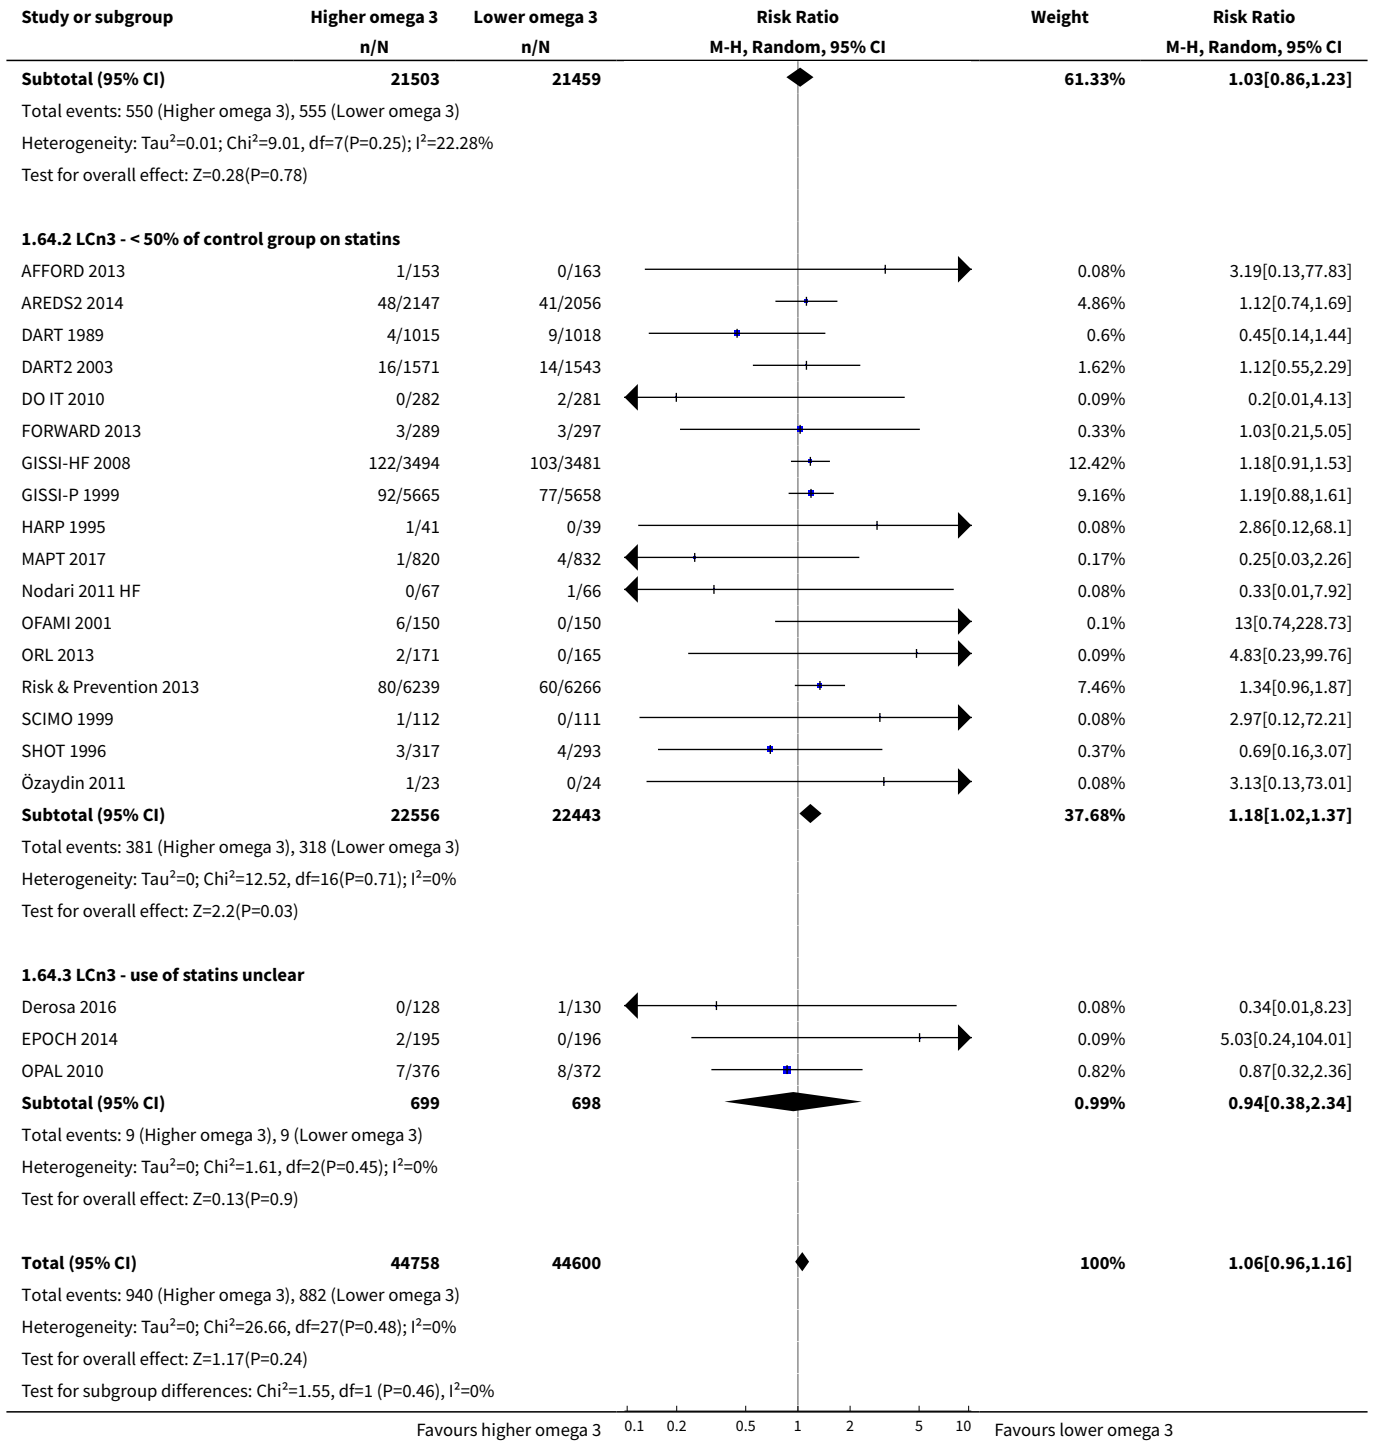 Study or subgroup Higher omega 3 Lower omega 3 Risk Ratio Weight Risk Ratio
n/N n/N M-H, Random, 95% CI M-H, Random, 95% CI
Subtotal (95% CI) 21503 21459 61.33% 1.03[0.86,1.23]
Total events: 550 (Higher omega 3), 555 (Lower omega 3)
Heterogeneity: Tau²=0.01; Chi²=9.01, df=7(P=0.25); I²=22.28%
Test for overall effect: Z=0.28(P=0.78)
1.64.2 LCn3 - < 50% of control group on statins
AFFORD 2013 1/153 0/163 0.08% 3.19[0.13,77.83]
AREDS2 2014 48/2147 41/2056 4.86% 1.12[0.74,1.69]
DART 1989 4/1015 9/1018 0.6% 0.45[0.14,1.44]
DART2 2003 16/1571 14/1543 1.62% 1.12[0.55,2.29]
DO IT 2010 0/282 2/281 0.09% 0.2[0.01,4.13]
FORWARD 2013 3/289 3/297 0.33% 1.03[0.21,5.05]
GISSI-HF 2008 122/3494 103/3481 12.42% 1.18[0.91,1.53]
GISSI-P 1999 92/5665 77/5658 9.16% 1.19[0.88,1.61]
HARP 1995 1/41 0/39 0.08% 2.86[0.12,68.1]
MAPT 2017 1/820 4/832 0.17% 0.25[0.03,2.26]
Nodari 2011 HF 0/67 1/66 0.08% 0.33[0.01,7.92]
OFAMI 2001 6/150 0/150 0.1% 13[0.74,228.73]
ORL 2013 2/171 0/165 0.09% 4.83[0.23,99.76]
Risk & Prevention 2013 80/6239 60/6266 7.46% 1.34[0.96,1.87]
SCIMO 1999 1/112 0/111 0.08% 2.97[0.12,72.21]
SHOT 1996 3/317 4/293 0.37% 0.69[0.16,3.07]
Özaydin 2011 1/23 0/24 0.08% 3.13[0.13,73.01]
Subtotal (95% CI) 22556 22443 37.68% 1.18[1.02,1.37]
Total events: 381 (Higher omega 3), 318 (Lower omega 3)
Heterogeneity: Tau²=0; Chi²=12.52, df=16(P=0.71); I²=0%
Test for overall effect: Z=2.2(P=0.03)
1.64.3 LCn3 - use of statins unclear
Derosa 2016 0/128 1/130 0.08% 0.34[0.01,8.23]
EPOCH 2014 2/195 0/196 0.09% 5.03[0.24,104.01]
OPAL 2010 7/376 8/372 0.82% 0.87[0.32,2.36]
Subtotal (95% CI) 699 698 0.99% 0.94[0.38,2.34]
Total events: 9 (Higher omega 3), 9 (Lower omega 3)
Heterogeneity: Tau²=0; Chi²=1.61, df=2(P=0.45); I²=0%
Test for overall effect: Z=0.13(P=0.9)
Total (95% CI) 44758 44600 100% 1.06[0.96,1.16]
Total events: 940 (Higher omega 3), 882 (Lower omega 3)
Heterogeneity: Tau²=0; Chi²=26.66, df=27(P=0.48); I²=0%
Test for overall effect: Z=1.17(P=0.24)
Test for subgroup differences: Chi²=1.55, df=1 (P=0.46), I²=0%
Favours higher omega 3 0.1 0.2 0.5 1 2 5 10 Favours lower omega 3